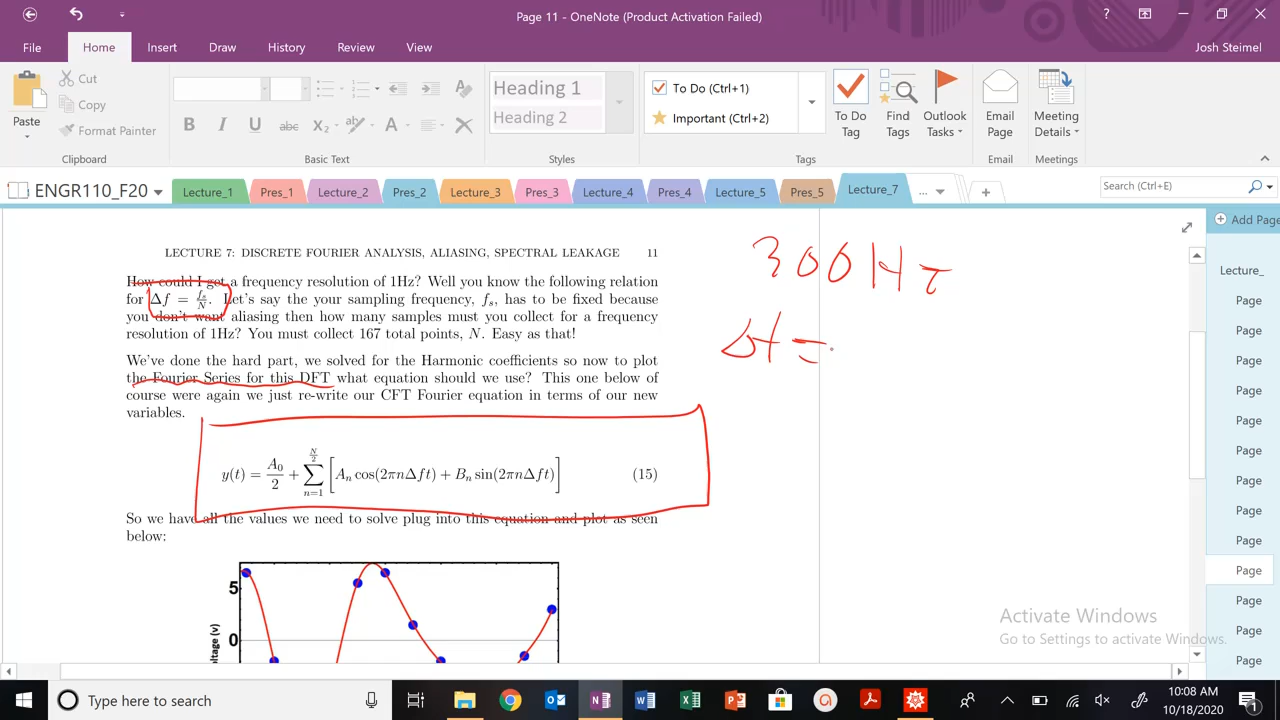 Page 11 - OneNote (Product Activation Failed)
File Home Insert Draw History Review View Josh Steimel
Paste
Cut
Copy
Format Painter
Clipboard
B I U abc X₂ A
Basic Text
Heading 1
Heading 2
Styles
To Do (Ctrl+1)
Important (Ctrl+2)
To Do Tag
Find Tags
Outlook Tasks
Tags
Email Page
Email
Meeting Details
Meetings
ENGR110_F20 Lecture_1 Pres_1 Lecture_2 Pres_2 Lecture_3 Pres_3 Lecture_4 Pres_4 Lecture_5 Pres_5 Lecture_7 ... Search (Ctrl+E)
Add Page
LECTURE 7: DISCRETE FOURIER ANALYSIS, ALIASING, SPECTRAL LEAKAGE 11
How could I get a frequency resolution of 1Hz? Well you know the following relation
for Δf = fs/N. Let's say the your sampling frequency, fs, has to be fixed because
you don't want aliasing then how many samples must you collect for a frequency
resolution of 1Hz? You must collect 167 total points, N. Easy as that!
We've done the hard part, we solved for the Harmonic coefficients so now to plot
the Fourier Series for this DFT what equation should we use? This one below of
course were again we just re-write our CFT Fourier equation in terms of our new
variables.
y(t) = A₀/2 + ∑_{n=1}^{N/2} [Aₙ cos(2πnΔft) + Bₙ sin(2πnΔft)] (15)
So we have all the values we need to solve plug into this equation and plot as seen
below:
5
0
300Hz
Δt =
Lecture_
Page
Page
Page
Page
Page
Page
Page
Page
Page
Page
Page
Page
Page
Activate Windows
Go to Settings to activate Windows.
Type here to search
10:08 AM
10/18/2020
1